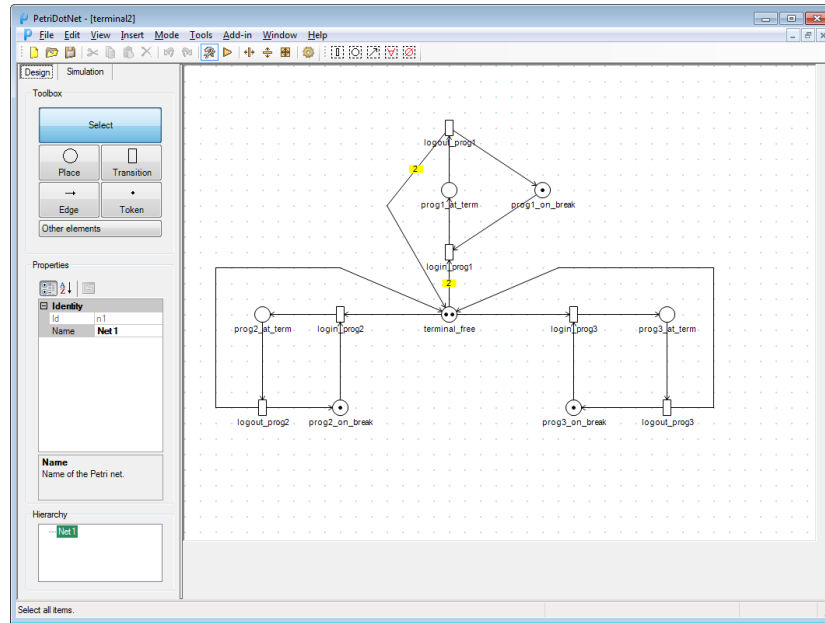 PetriDotNet - [terminal2]
File Edit View Insert Mode Tools Add-in Window Help
Design Simulation
Toolbox
Select
Place Transition
Edge Token
Other elements
Properties
Identity
Id n1
Name Net 1
Name
Name of the Petri net.
Hierarchy
Net1
logout_prog1
2
prog1_at_term prog1_on_break
login_prog1
2
prog2_at_term login_prog2 terminal_free login_prog3 prog3_at_term
logout_prog2 prog2_on_break prog3_on_break logout_prog3
Select all items.